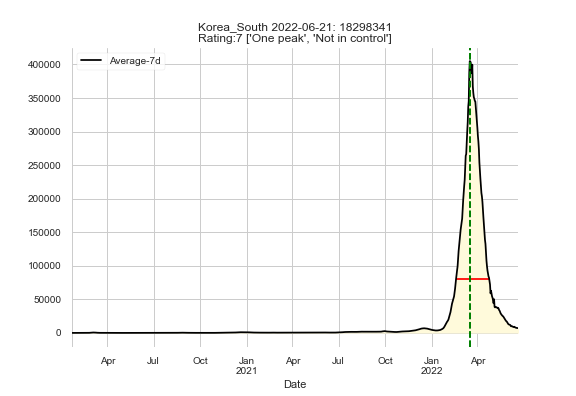 Korea_South 2022-06-21: 18298341
Rating:7 ['One peak', 'Not in control']
Average-7d
400000
350000
300000
250000
200000
150000
100000
50000
0
Apr Jul Oct Jan Apr Jul Oct Jan Apr
2021 2022
Date